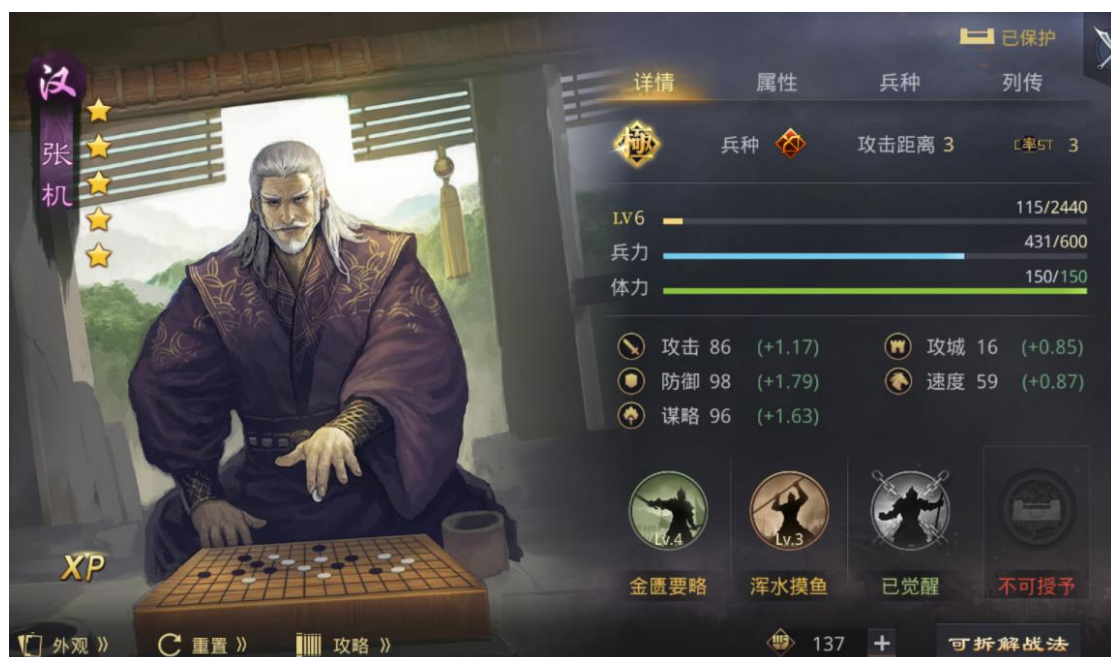 已保护
汉
张机
详情 属性 兵种 列传
極 兵种 攻击距离 3 3
LV6 115/2440
兵力 431/600
体力 150/150
攻击 86 (+1.17) 攻城 16 (+0.85)
防御 98 (+1.79) 速度 59 (+0.87)
谋略 96 (+1.63)
Lv.4 Lv.3
金匮要略 浑水摸鱼 已觉醒 不可授予
XP
外观 》 重置 》 攻略 》 137 + 可拆解战法